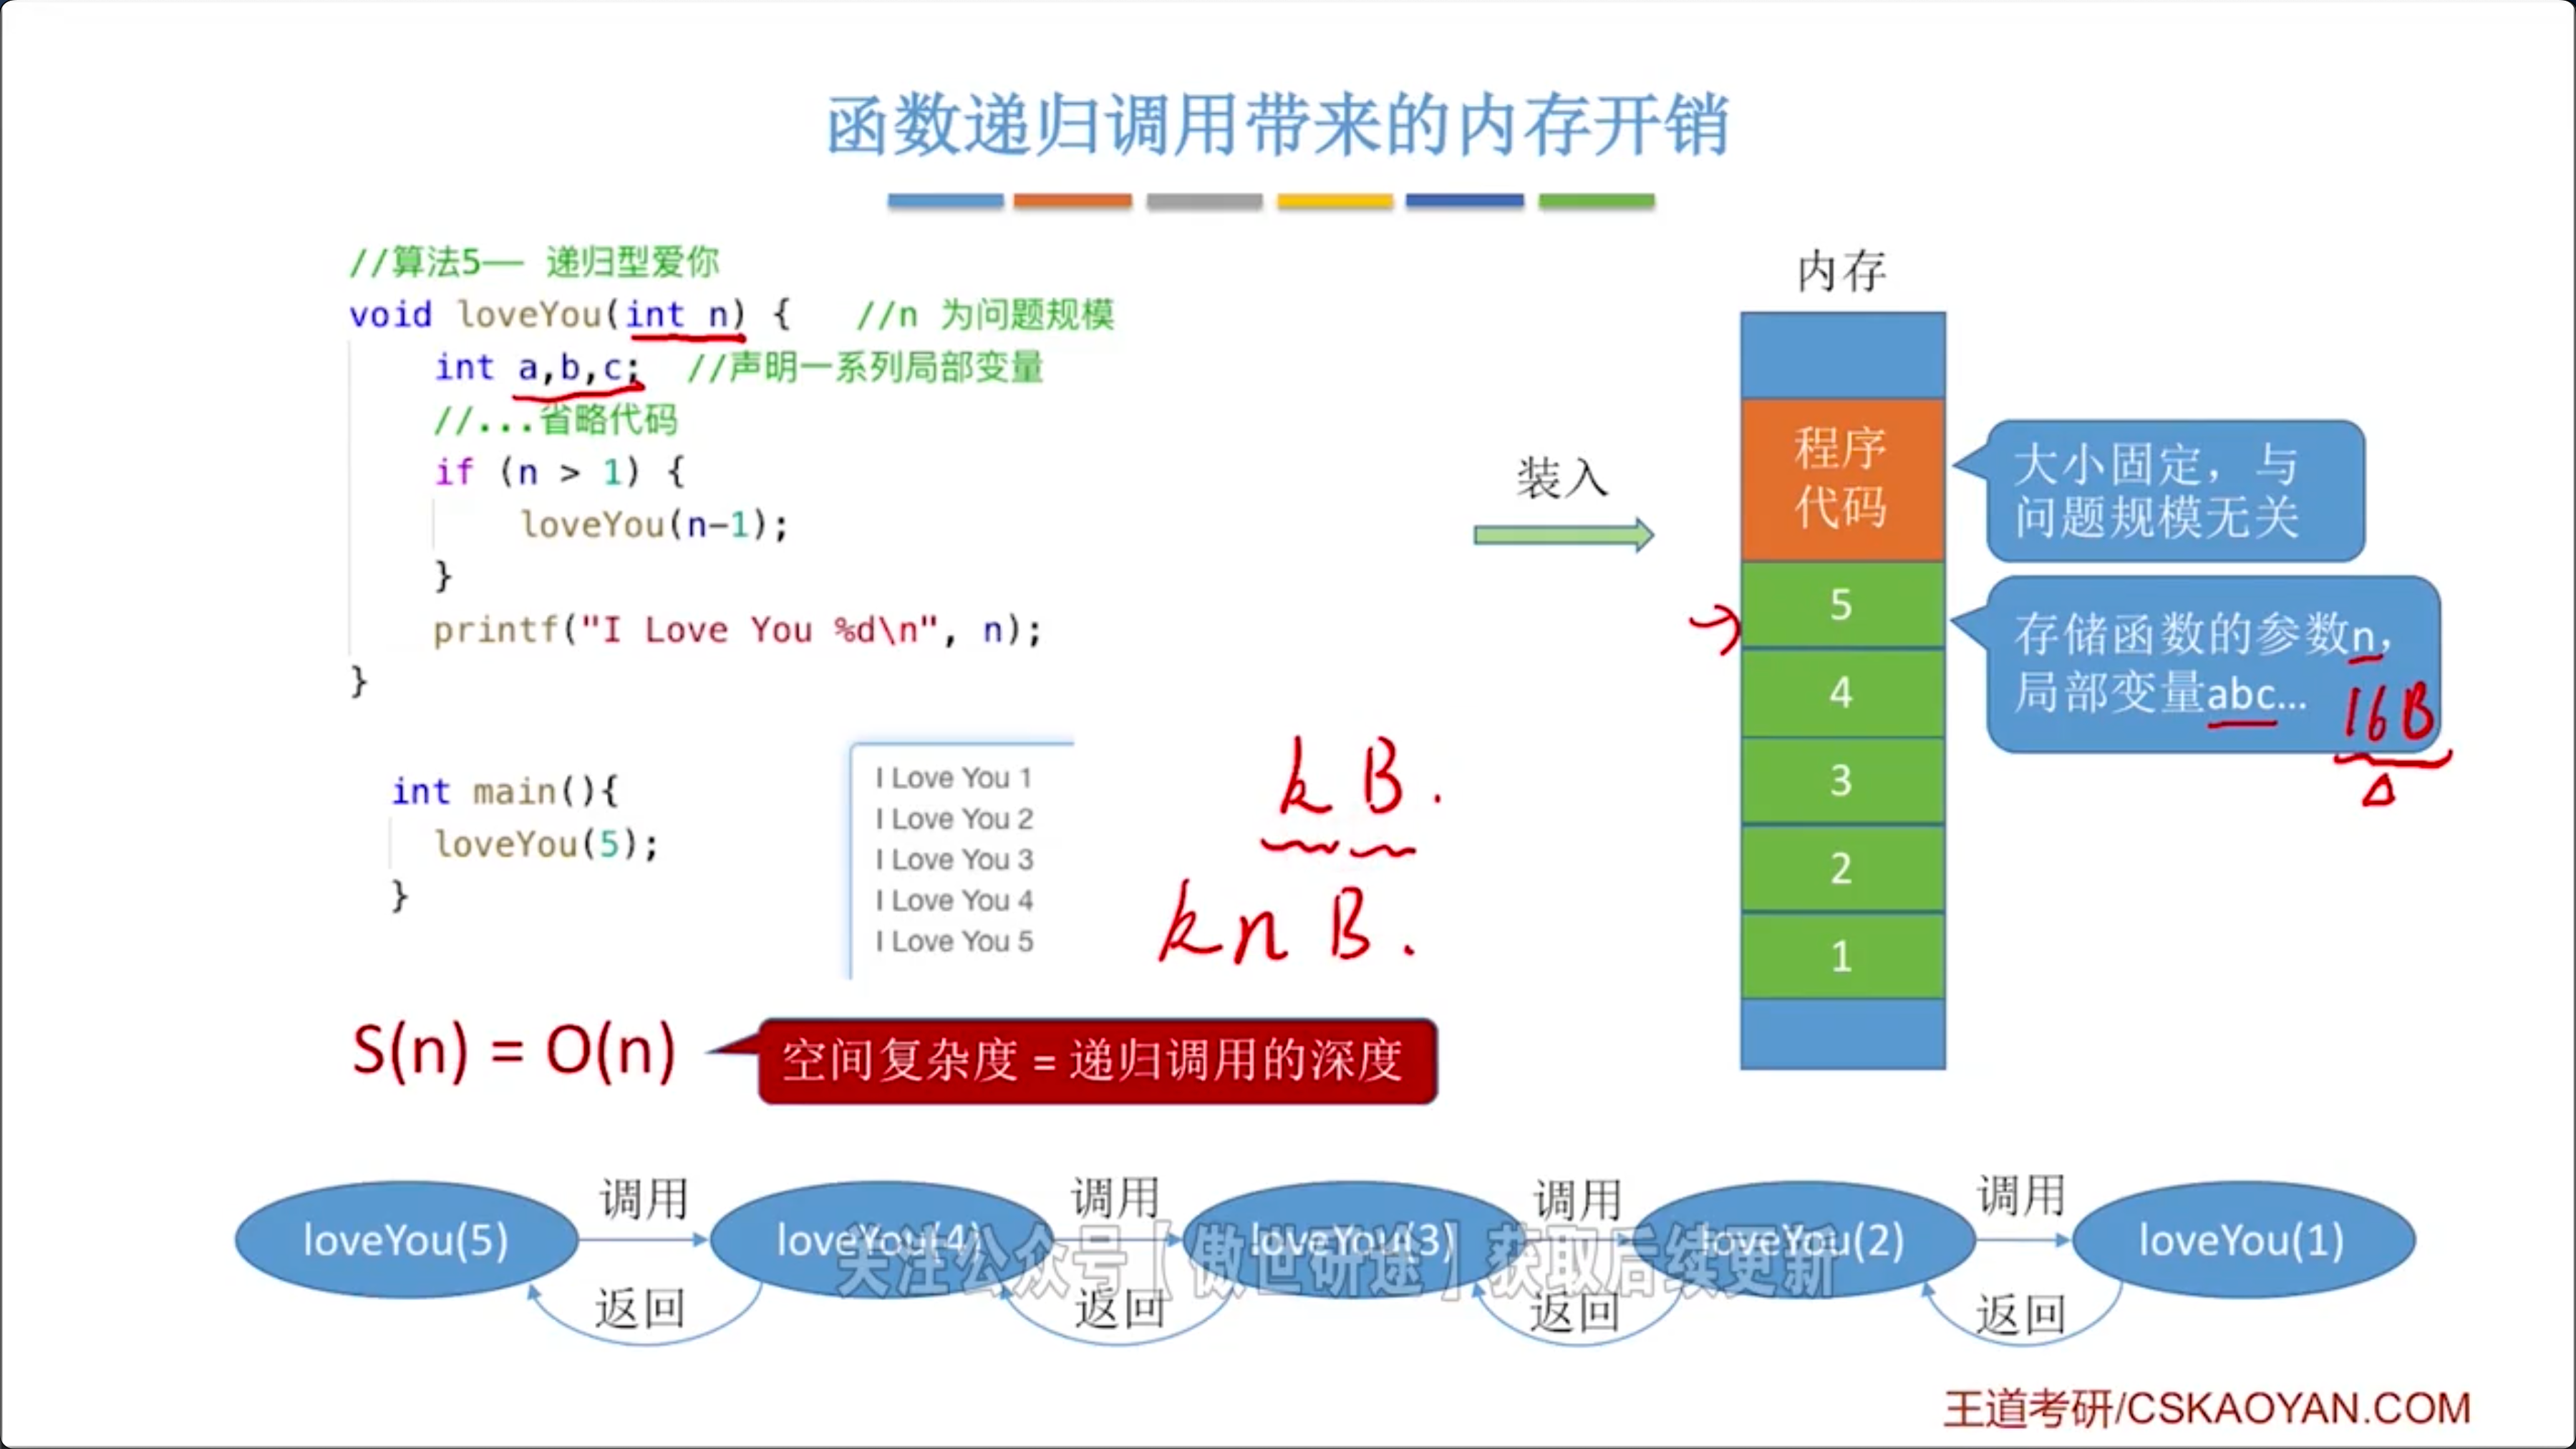 函数递归调用带来的内存开销
//算法5—— 递归型爱你
void loveYou(int n) {   //n 为问题规模
int a,b,c;  //声明一系列局部变量
//...省略代码
if (n > 1) {
loveYou(n-1);
}
printf("I Love You %d\n", n);
}
int main(){
loveYou(5);
}
I Love You 1
I Love You 2
I Love You 3
I Love You 4
I Love You 5
k B.
kn B.
S(n) = O(n)
空间复杂度 = 递归调用的深度
装入
内存
程序
代码
5
4
3
2
1
大小固定，与
问题规模无关
存储函数的参数n，
局部变量abc...
16B
loveYou(5)
调用
返回
loveYou(4)
调用
返回
loveYou(3)
调用
返回
loveYou(2)
调用
返回
loveYou(1)
关注公众号【傲世研途】获取后续更新
王道考研/CSKAOYAN.COM